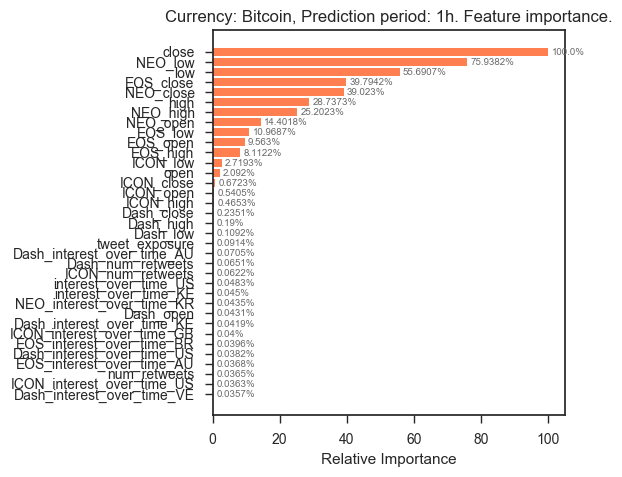 Currency: Bitcoin, Prediction period: 1h. Feature importance.
close 100.0%
NEO_low 75.9382%
low 55.6907%
EOS_close 39.7942%
NEO_close 39.023%
high 28.7373%
NEO_high 25.2023%
NEO_open 14.4018%
EOS_low 10.9687%
EOS_open 9.563%
EOS_high 8.1122%
ICON_low 2.7193%
open 2.092%
ICON_close 0.6723%
ICON_open 0.5405%
ICON_high 0.4653%
Dash_close 0.2351%
Dash_high 0.19%
Dash_low 0.1092%
tweet_exposure 0.0914%
Dash_interest_over_time_AU 0.0705%
Dash_num_retweets 0.0651%
ICON_num_retweets 0.0622%
interest_over_time_US 0.0483%
interest_over_time_KE 0.045%
NEO_interest_over_time_KR 0.0435%
Dash_open 0.0431%
Dash_interest_over_time_KE 0.0419%
ICON_interest_over_time_GB 0.04%
EOS_interest_over_time_BR 0.0396%
Dash_interest_over_time_US 0.0382%
EOS_interest_over_time_AU 0.0368%
num_retweets 0.0365%
ICON_interest_over_time_US 0.0363%
Dash_interest_over_time_VE 0.0357%
0 20 40 60 80 100
Relative Importance